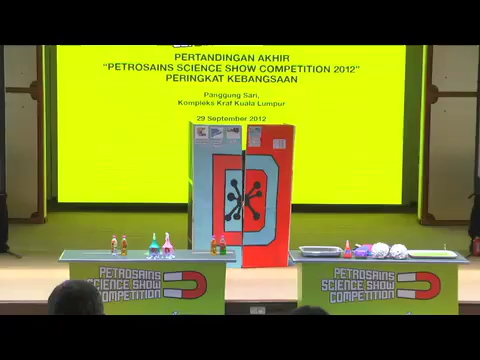 PERTANDINGAN AKHIR
"PETROSAINS SCIENCE SHOW COMPETITION 2012"
PERINGKAT KEBANGSAAN
Panggung Sari,
Kompleks Kraf Kuala Lumpur
29 September 2012
PETROSAINS
SCIENCE SHOW
COMPETITION
PETROSAINS
SCIENCE SHOW
COMPETITION